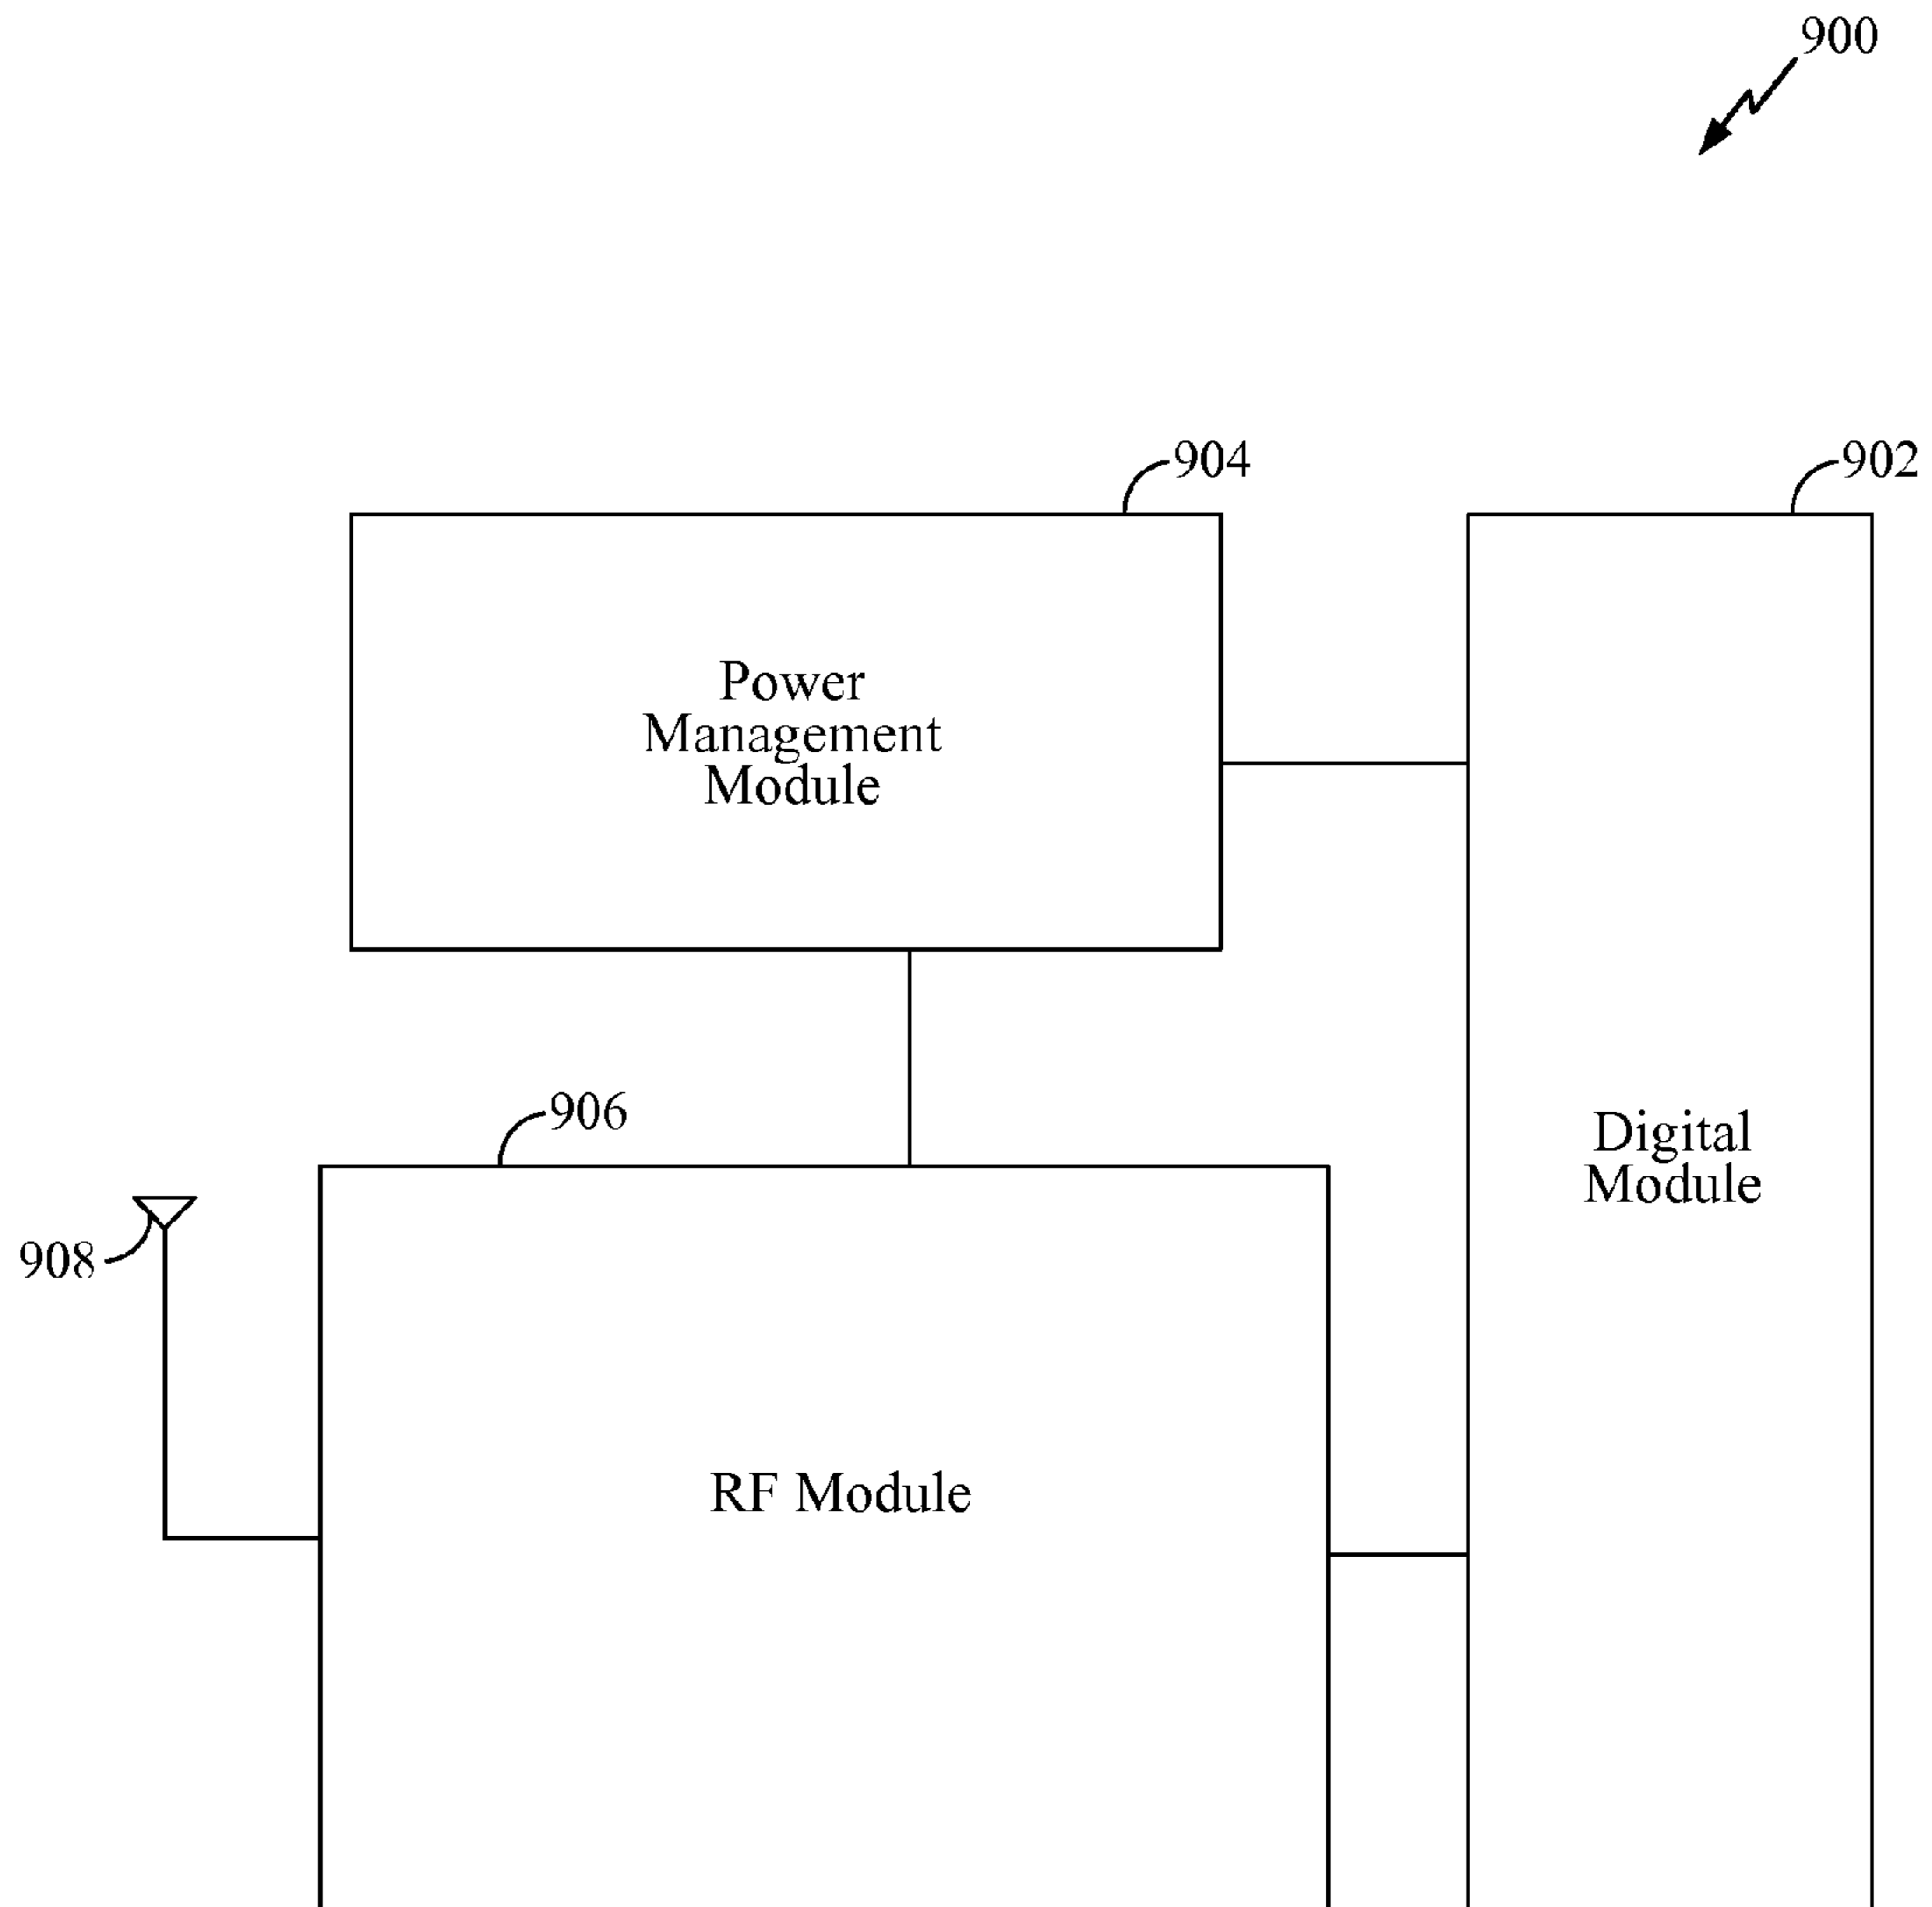 900
904
902
Power
Management
Module
906
Digital
Module
908
RF Module